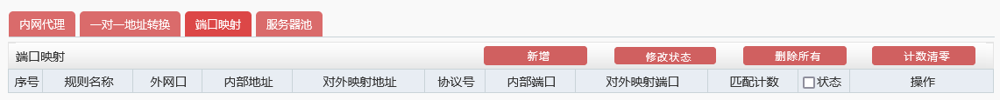 内网代理 一对一地址转换 端口映射 服务器池
端口映射 新增 修改状态 删除所有 计数清零
序号 规则名称 外网口 内部地址 对外映射地址 协议号 内部端口 对外映射端口 匹配计数 状态 操作